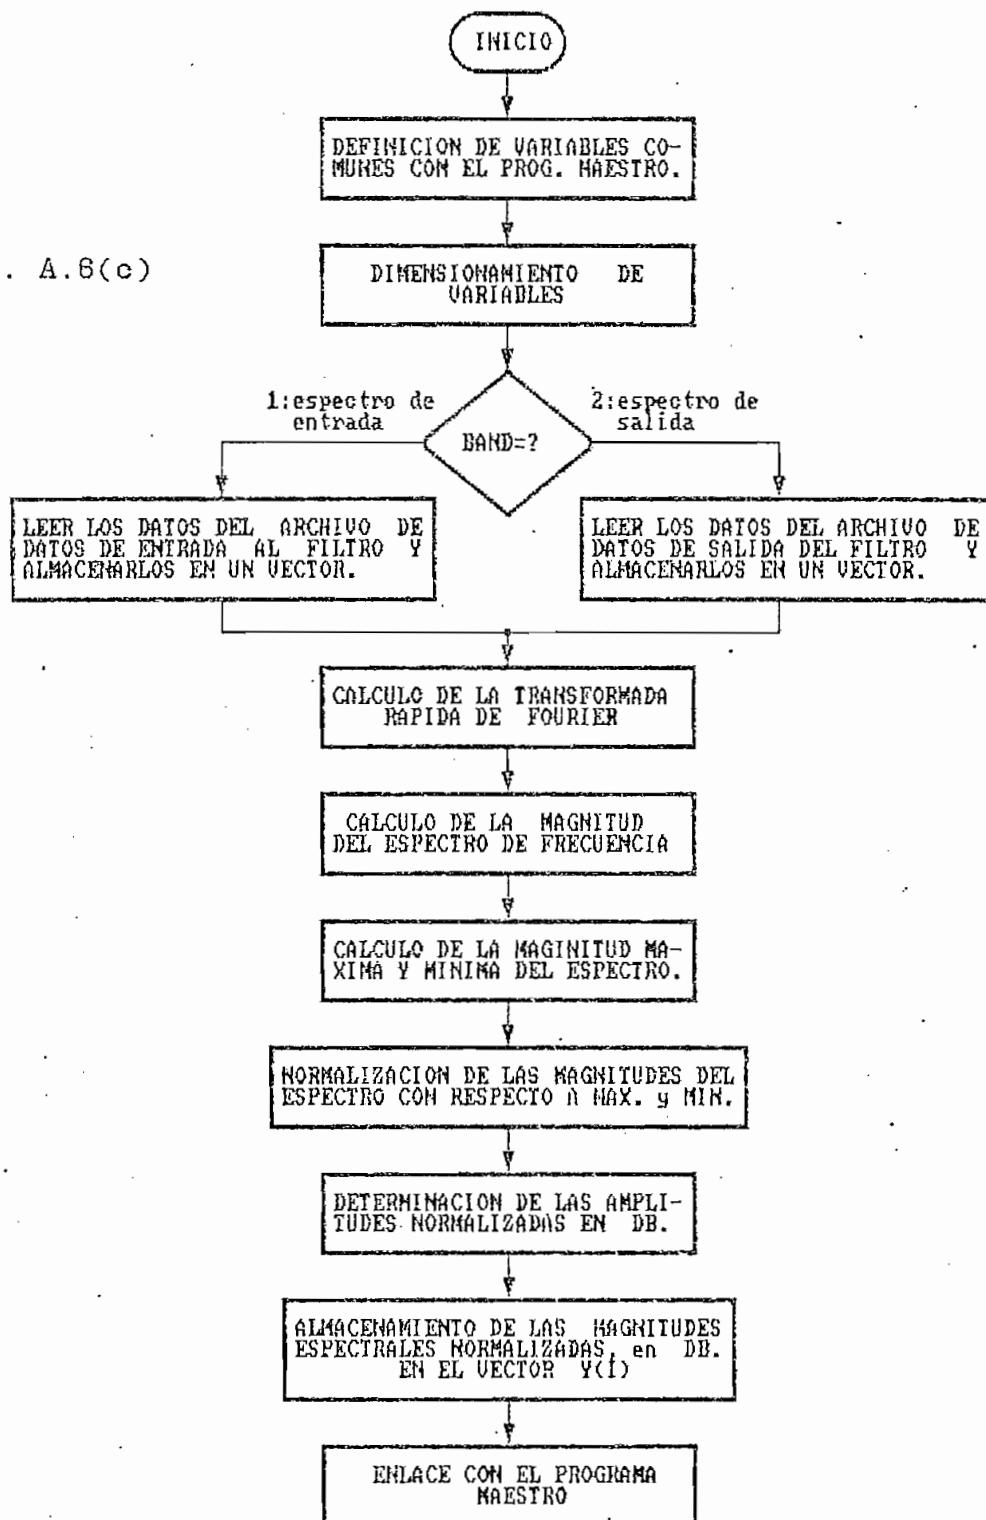 INICIO
DEFINICION DE VARIABLES CO-
MUNES CON EL PROG. MAESTRO.
. A.6(c)
DIMENSIONAMIENTO DE
VARIABLES
1:espectro de
entrada
2:espectro de
salida
BAND=?
LEER LOS DATOS DEL ARCHIVO DE
DATOS DE ENTRADA AL FILTRO Y
ALMACENARLOS EN UN VECTOR.
LEER LOS DATOS DEL ARCHIVO DE
DATOS DE SALIDA DEL FILTRO Y
ALMACENARLOS EN UN VECTOR.
CALCULO DE LA TRANSFORMADA
RAPIDA DE FOURIER
CALCULO DE LA MAGNITUD
DEL ESPECTRO DE FRECUENCIA
CALCULO DE LA MAGINITUD MA-
XIMA Y MINIMA DEL ESPECTRO.
NORMALIZACION DE LAS MAGNITUDES DEL
ESPECTRO CON RESPECTO A MAX. y MIN.
DETERMINACION DE LAS AMPLI-
TUDES NORMALIZADAS EN DB.
ALMACENAMIENTO DE LAS MAGNITUDES
ESPECTRALES NORMALIZADAS, en DB.
EN EL VECTOR Y(I)
ENLACE CON EL PROGRAMA
MAESTRO